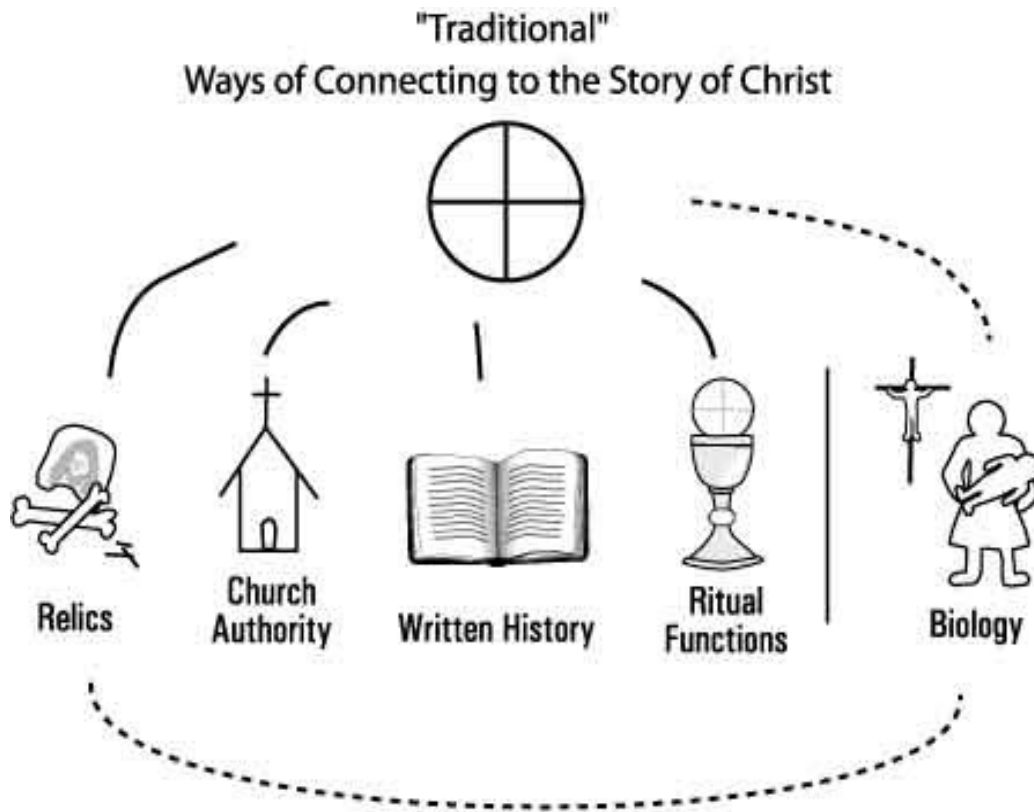 "Traditional"
Ways of Connecting to the Story of Christ
Relics
Church
Authority
Written History
Ritual
Functions
Biology